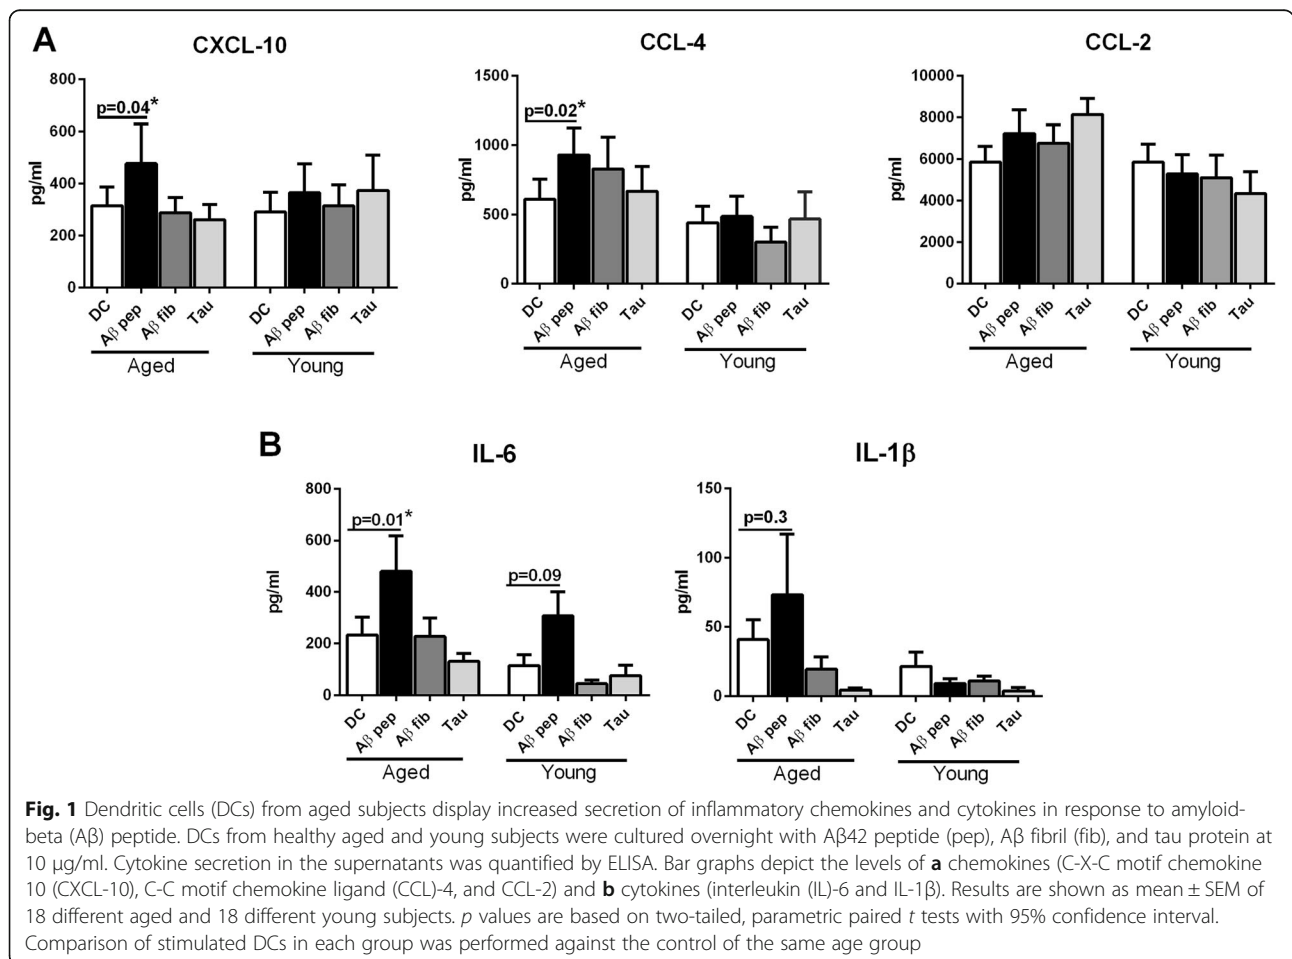 A
CXCL-10
800
600
400
200
0
pg/ml
p=0.04*
DC
Aβ pep
Aβ fib
Tau
DC
Aβ pep
Aβ fib
Tau
Aged
Young
CCL-4
1500
1000
500
0
pg/ml
p=0.02*
DC
Aβ pep
Aβ fib
Tau
DC
Aβ pep
Aβ fib
Tau
Aged
Young
CCL-2
10000
8000
6000
4000
2000
0
pg/ml
DC
Aβ pep
Aβ fib
Tau
DC
Aβ pep
Aβ fib
Tau
Aged
Young
B
IL-6
800
600
400
200
0
pg/ml
p=0.01*
p=0.09
DC
Aβ pep
Aβ fib
Tau
DC
Aβ pep
Aβ fib
Tau
Aged
Young
IL-1β
150
100
50
0
pg/ml
p=0.3
DC
Aβ pep
Aβ fib
Tau
DC
Aβ pep
Aβ fib
Tau
Aged
Young
Fig. 1 Dendritic cells (DCs) from aged subjects display increased secretion of inflammatory chemokines and cytokines in response to amyloid-
beta (Aβ) peptide. DCs from healthy aged and young subjects were cultured overnight with Aβ42 peptide (pep), Aβ fibril (fib), and tau protein at
10 μg/ml. Cytokine secretion in the supernatants was quantified by ELISA. Bar graphs depict the levels of a chemokines (C-X-C motif chemokine
10 (CXCL-10), C-C motif chemokine ligand (CCL)-4, and CCL-2) and b cytokines (interleukin (IL)-6 and IL-1β). Results are shown as mean ± SEM of
18 different aged and 18 different young subjects. p values are based on two-tailed, parametric paired t tests with 95% confidence interval.
Comparison of stimulated DCs in each group was performed against the control of the same age group